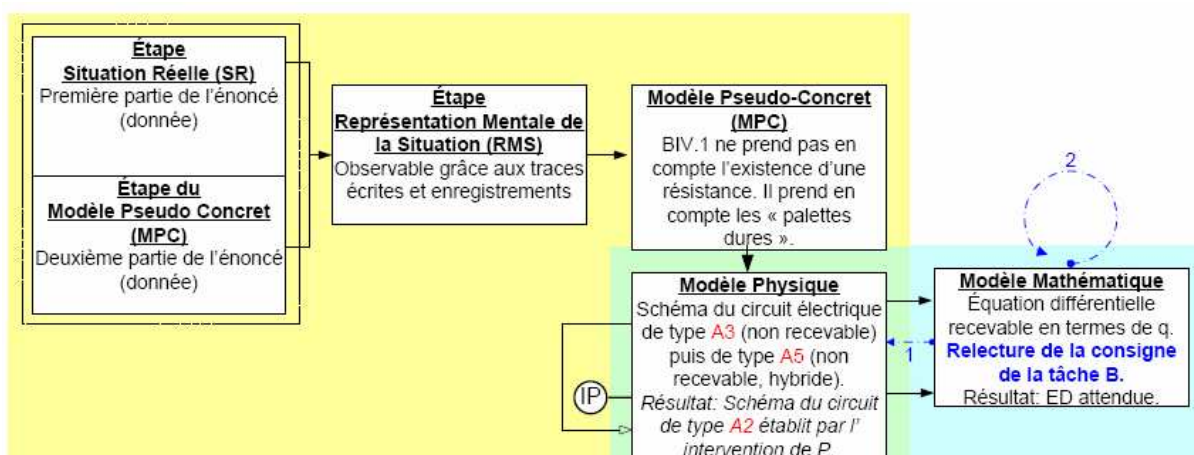 Étape
Situation Réelle (SR)
Première partie de l'énoncé
(donnée)
Étape du
Modèle Pseudo Concret
(MPC)
Deuxième partie de l'énoncé
(donnée)
Étape
Représentation Mentale de
la Situation (RMS)
Observable grâce aux traces
écrites et enregistrements
Modèle Pseudo-Concret
(MPC)
BIV.1 ne prend pas en
compte l'existence d'une
résistance. Il prend en
compte les « palettes
dures ».
Modèle Physique
Schéma du circuit électrique
de type A3 (non recevable)
puis de type A5 (non
recevable, hybride).
Résultat: Schéma du circuit
de type A2 établit par l'
intervention de P
IP
1
2
Modèle Mathématique
Équation différentielle
recevable en termes de q.
Relecture de la consigne
de la tâche B.
Résultat: ED attendue.